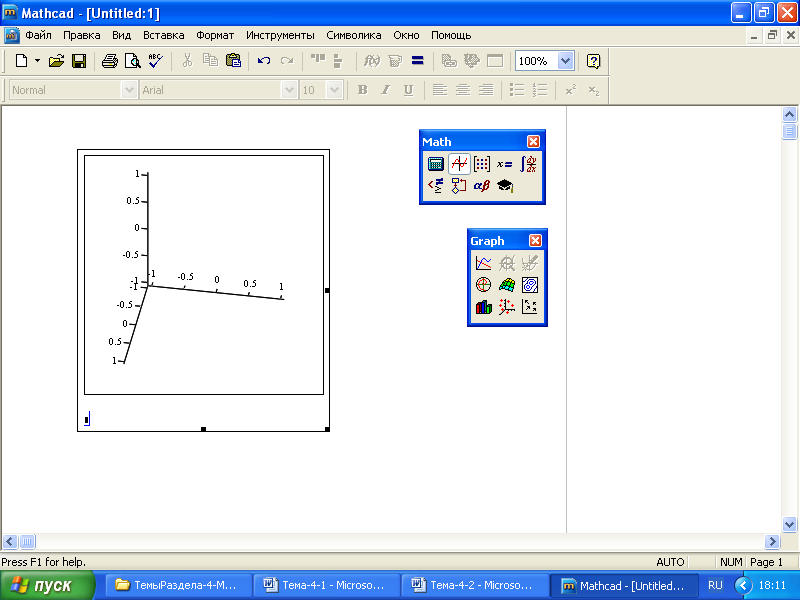 Mathcad - [Untitled:1]
Файл Правка Вид Вставка Формат Инструменты Символика Окно Помощь
100%
Normal Arial 10 B I U
Math
x= ∫ dy/dx
αβ
Graph
1
0.5
0
-0.5
-1
-1 -0.5 0 0.5 1
-1
-0.5
0
0.5
1
Press F1 for help. AUTO NUM Page 1
пуск ТемыРаздела-4-М... Тема-4-1 - Microso... Тема-4-2 - Microso... Mathcad - [Untitled... RU 18:11